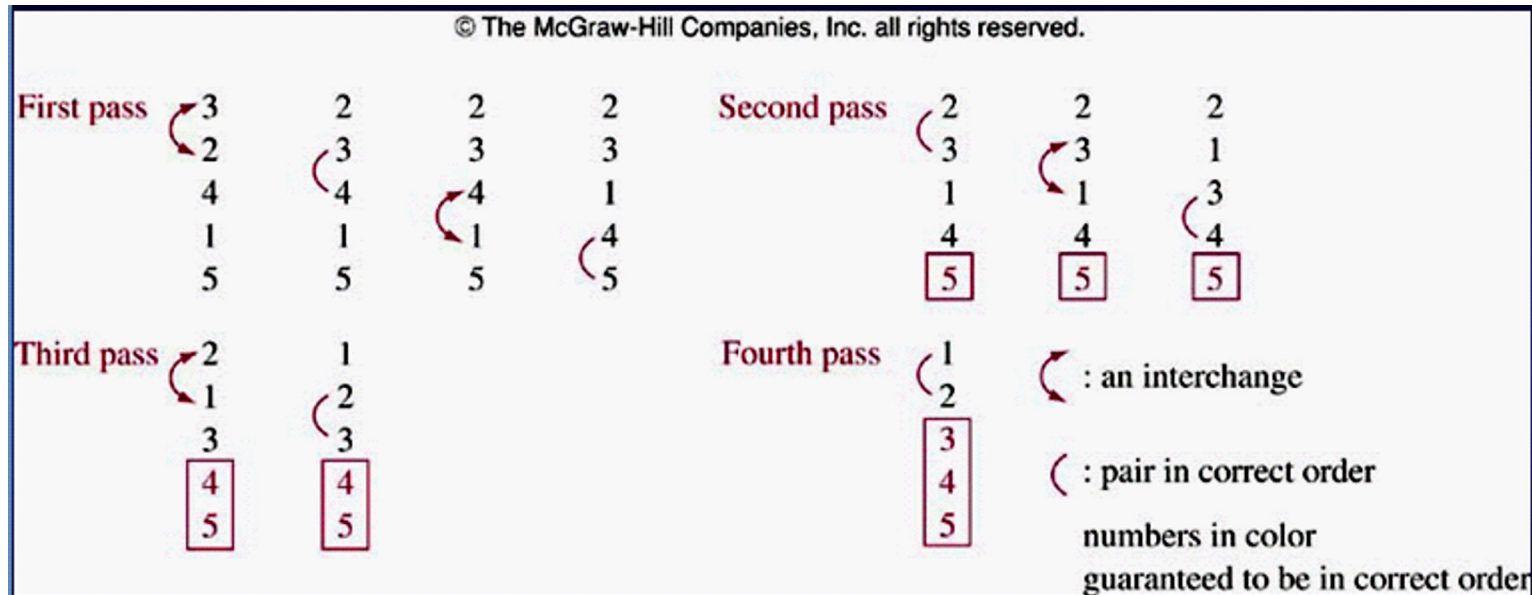 © The McGraw-Hill Companies, Inc. all rights reserved.
First pass 3 2 2 2
2 3 3 3
4 4 4 1
1 1 1 4
5 5 5 5
Second pass 2 2 2
3 3 1
1 1 3
4 4 4
5 5 5
Third pass 2 1
1 2
3 3
4 4
5 5
Fourth pass 1
2
3
4
5
: an interchange
: pair in correct order
numbers in color
guaranteed to be in correct order